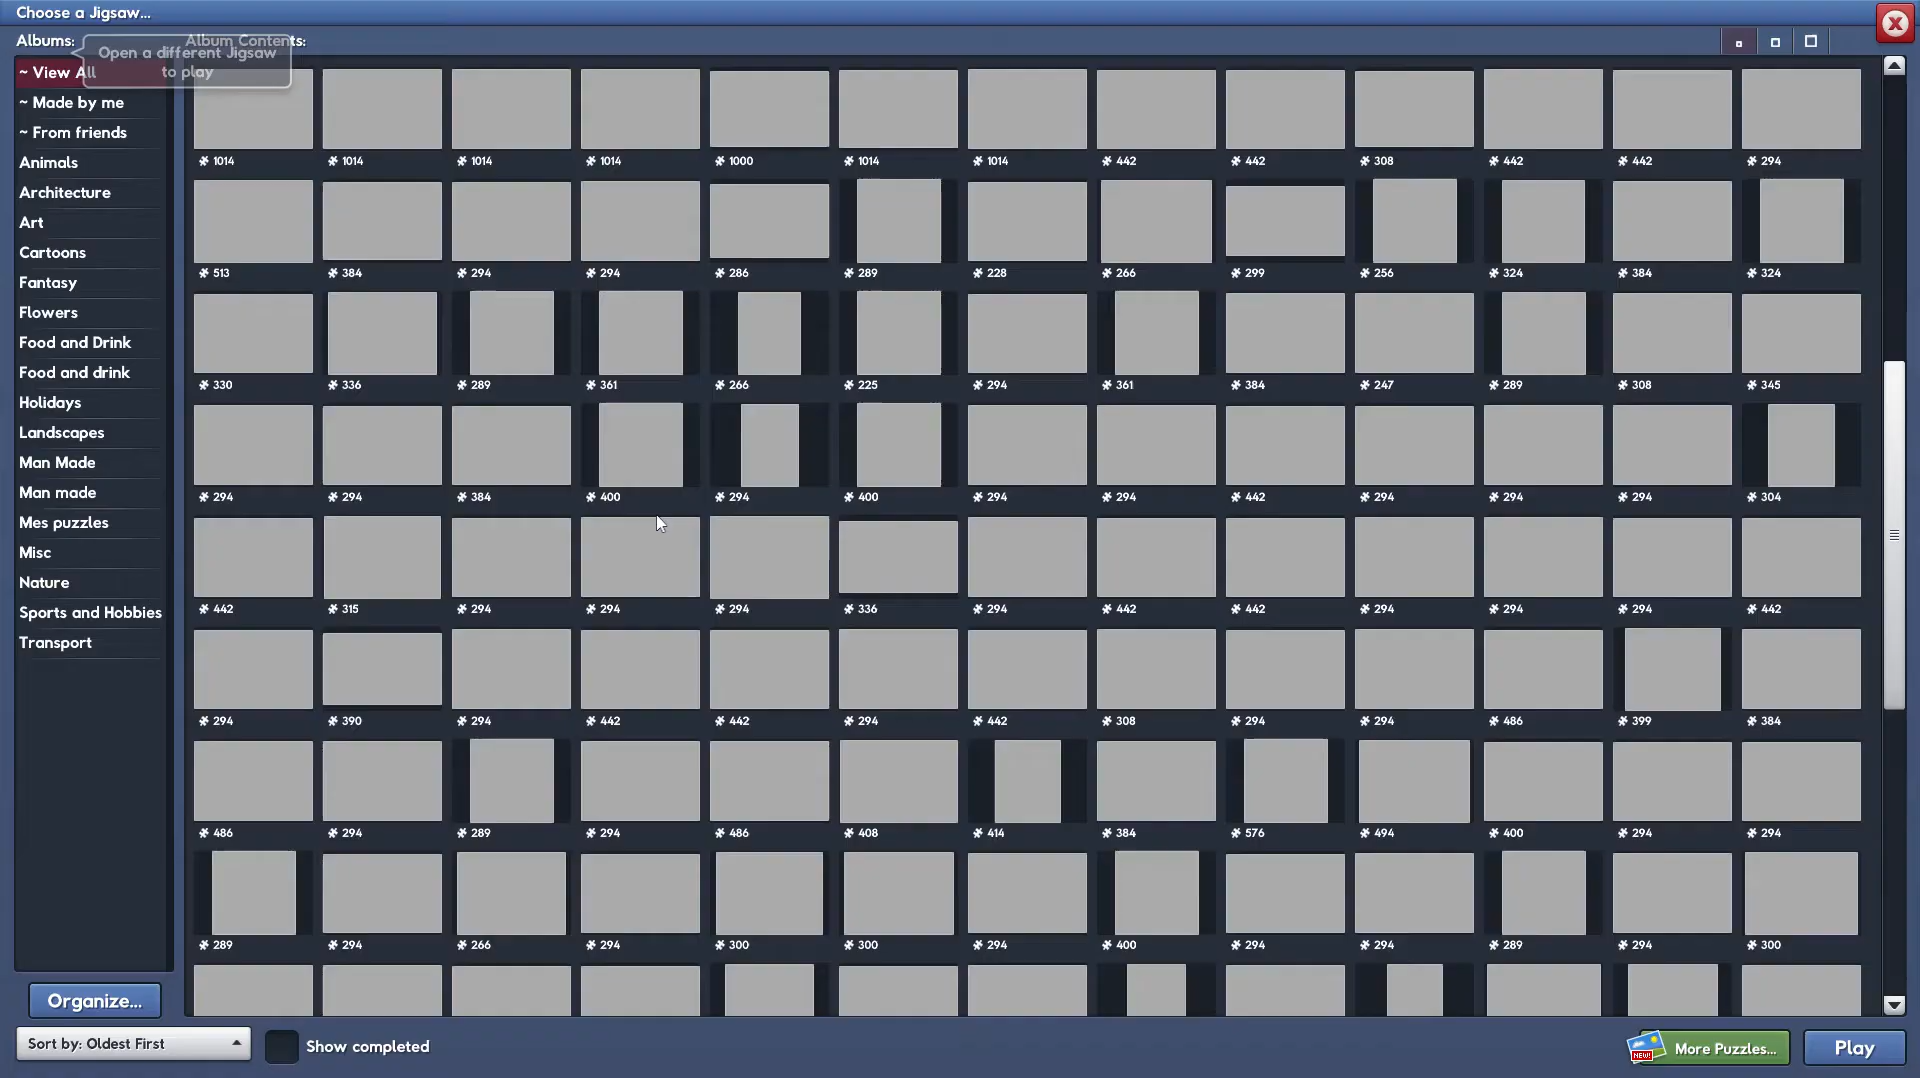 Choose a Jigsaw...
Albums:
Album Contents:
Open a different Jigsaw
to play
~ View All
~ Made by me
~ From friends
Animals
Architecture
Art
Cartoons
Fantasy
Flowers
Food and Drink
Food and drink
Holidays
Landscapes
Man Made
Man made
Mes puzzles
Misc
Nature
Sports and Hobbies
Transport
1014 1014 1014 1014 1000 1014 1014 442 442 308 442 442 294
513 384 294 294 286 289 228 266 299 256 324 384 324
330 336 289 361 266 225 294 361 384 247 289 308 345
294 294 384 400 294 400 294 294 442 294 294 294 304
442 315 294 294 294 336 294 442 442 294 294 294 442
294 390 294 442 442 294 442 308 294 294 486 399 384
486 294 289 294 486 408 414 384 576 494 400 294 294
289 294 266 294 300 300 294 400 294 294 289 294 300
Organize...
Sort by: Oldest First
Show completed
NEW!
More Puzzles...
Play